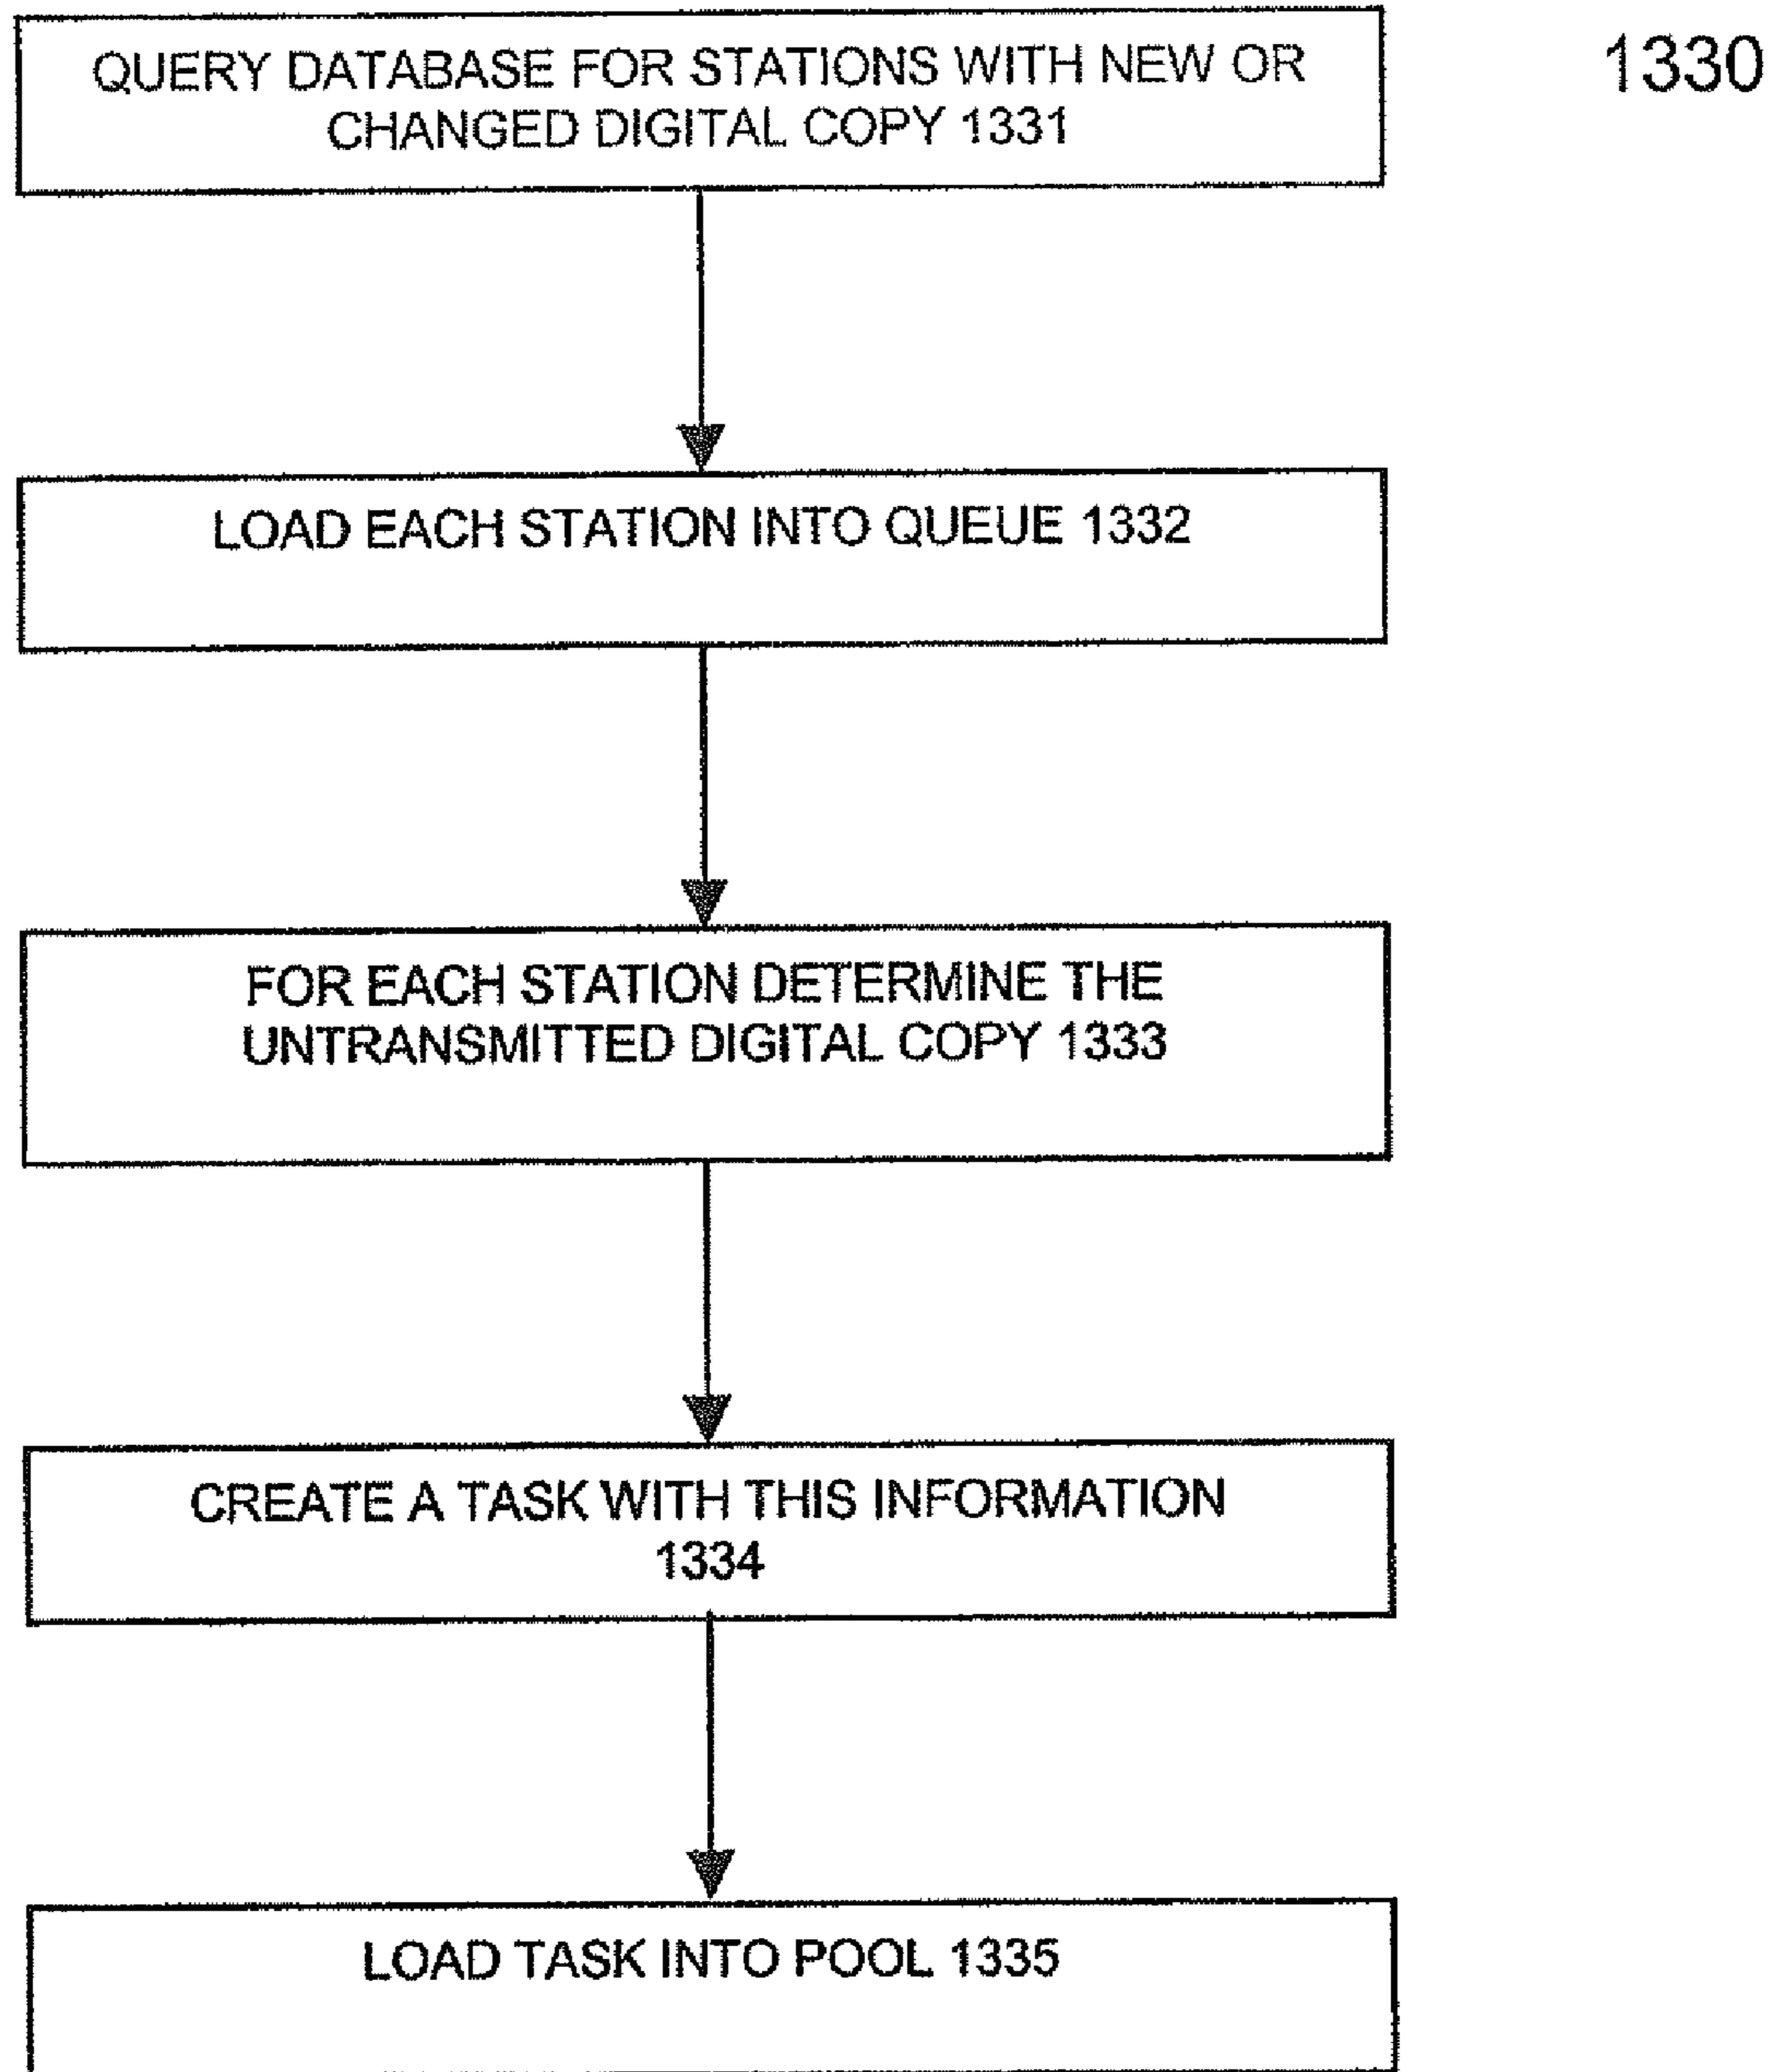 1330
QUERY DATABASE FOR STATIONS WITH NEW OR
CHANGED DIGITAL COPY 1331
LOAD EACH STATION INTO QUEUE 1332
FOR EACH STATION DETERMINE THE
UNTRANSMITTED DIGITAL COPY 1333
CREATE A TASK WITH THIS INFORMATION
1334
LOAD TASK INTO POOL 1335